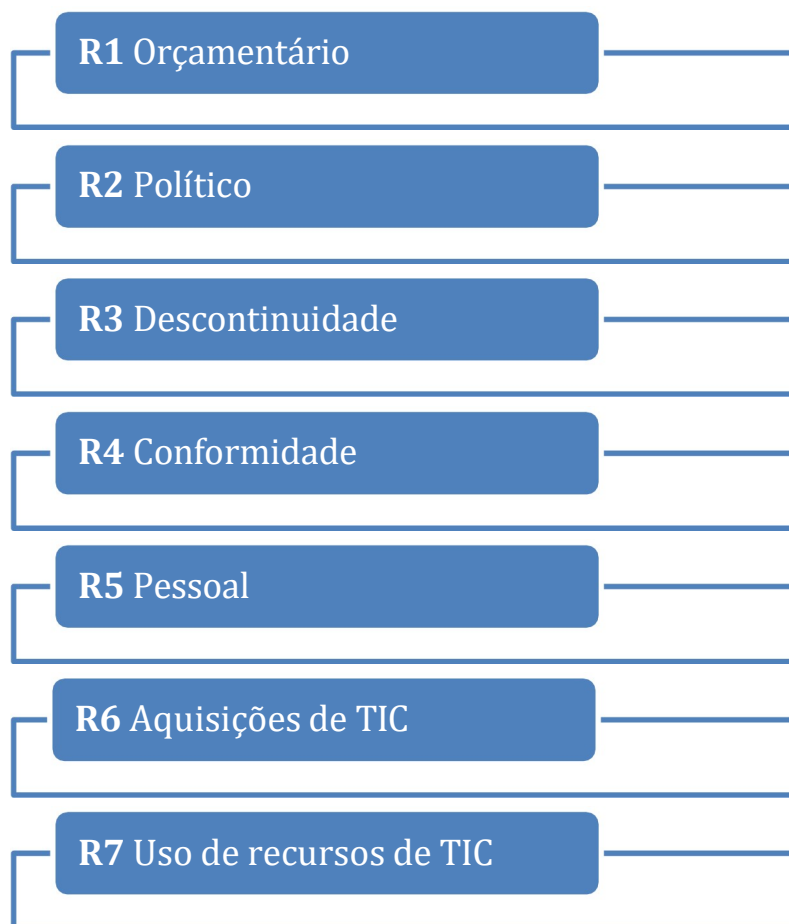 R1 Orçamentário
R2 Político
R3 Descontinuidade
R4 Conformidade
R5 Pessoal
R6 Aquisições de TIC
R7 Uso de recursos de TIC